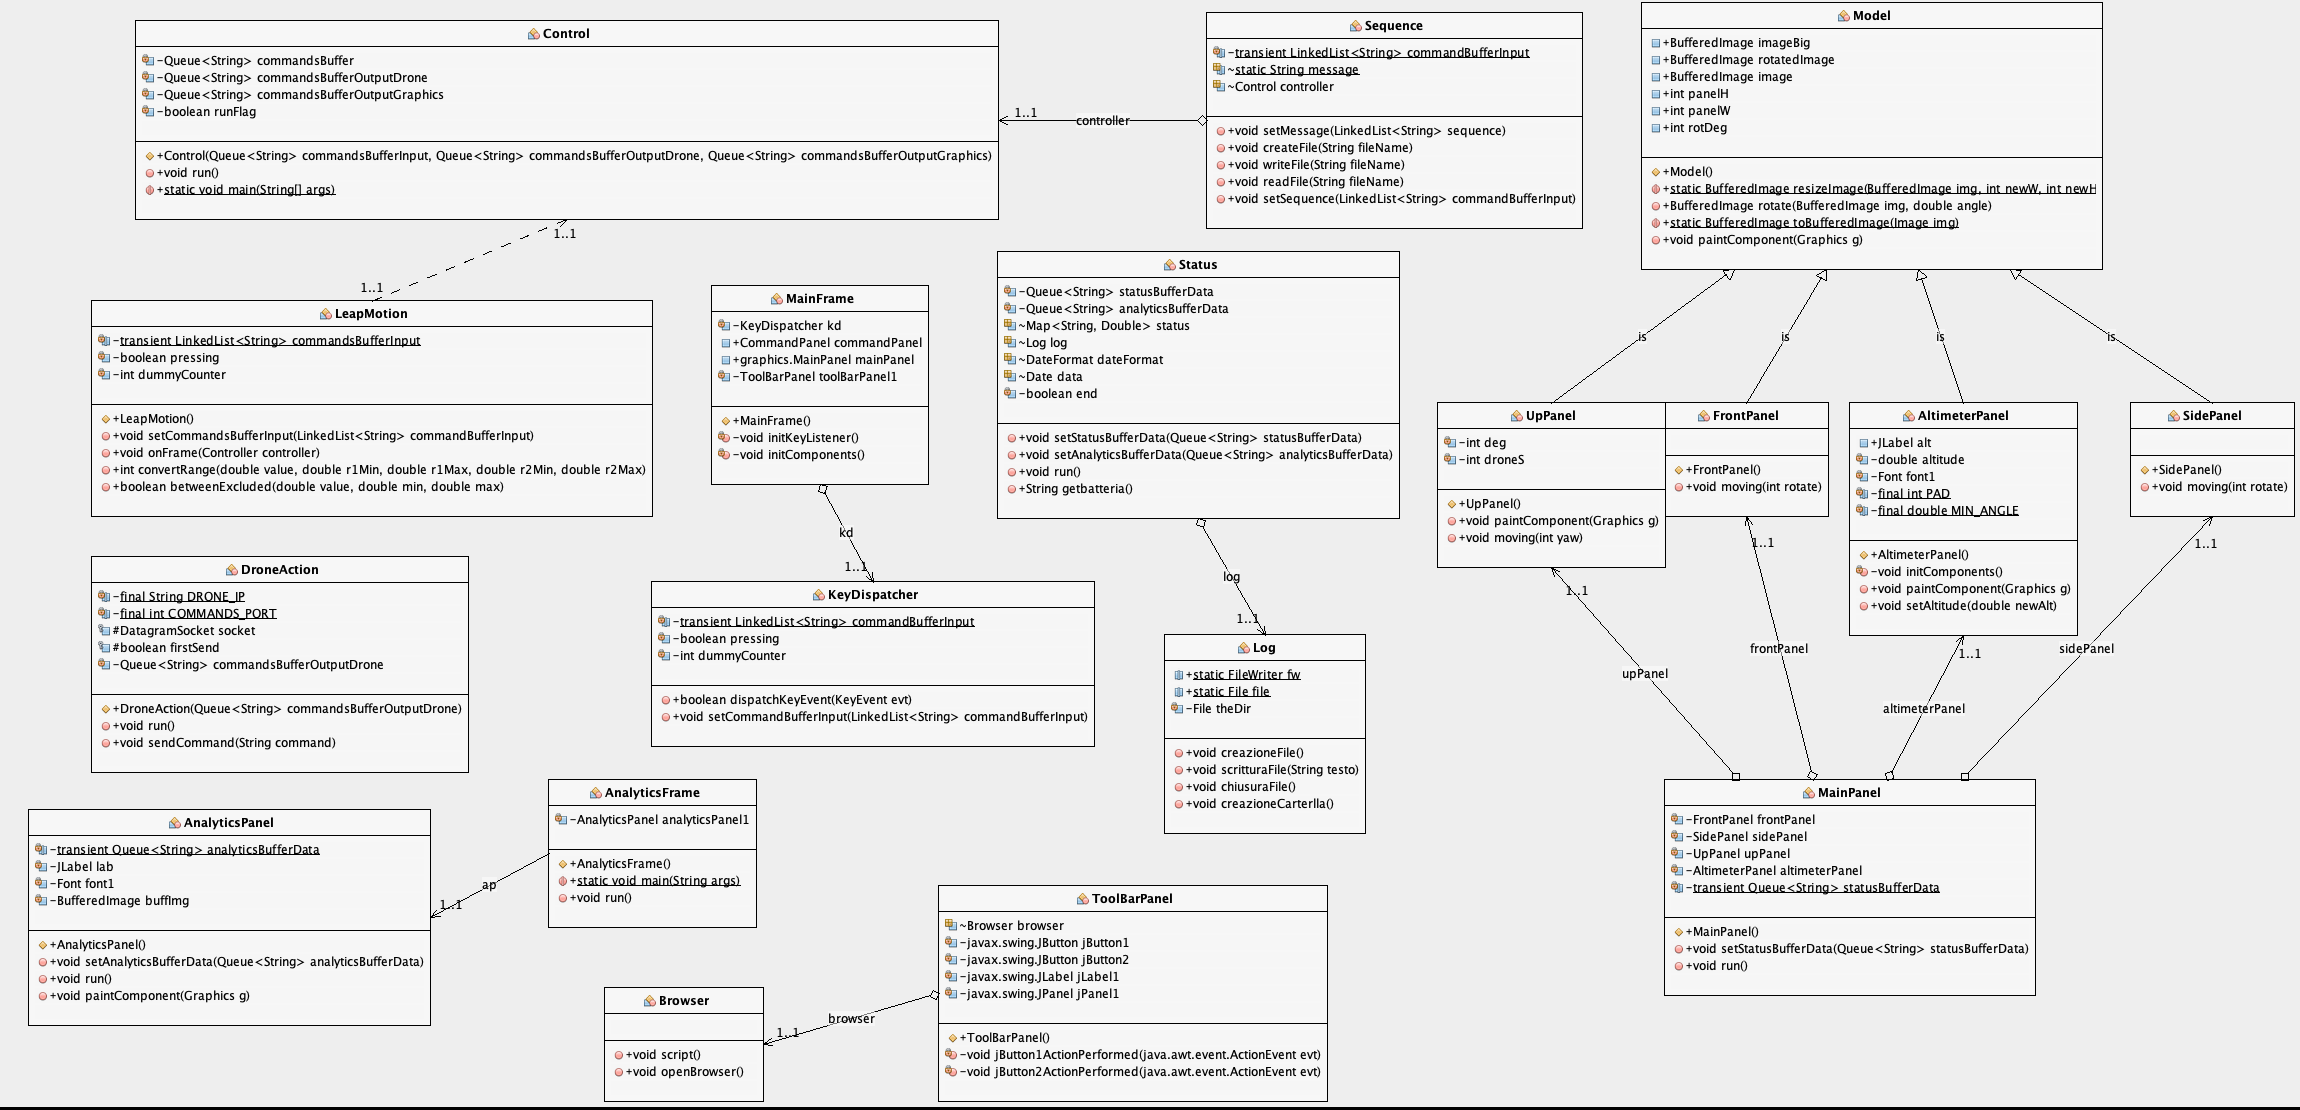 Control
-Queue<String> commandsBuffer
-Queue<String> commandsBufferOutputDrone
-Queue<String> commandsBufferOutputGraphics
-boolean runFlag
+Control(Queue<String> commandsBufferInput, Queue<String> commandsBufferOutputDrone, Queue<String> commandsBufferOutputGraphics)
+void run()
+static void main(String[] args)
1..1
controller
Sequence
-transient LinkedList<String> commandBufferInput
~static String message
~Control controller
+void setMessage(LinkedList<String> sequence)
+void createFile(String fileName)
+void writeFile(String fileName)
+void readFile(String fileName)
+void setSequence(LinkedList<String> commandBufferInput)
Model
+BufferedImage imageBig
+BufferedImage rotatedImage
+BufferedImage image
+int panelH
+int panelW
+int rotDeg
+Model()
+static BufferedImage resizeImage(BufferedImage img, int newW, int newH
+BufferedImage rotate(BufferedImage img, double angle)
+static BufferedImage toBufferedImage(Image img)
+void paintComponent(Graphics g)
1..1
1..1
LeapMotion
-transient LinkedList<String> commandsBufferInput
-boolean pressing
-int dummyCounter
+LeapMotion()
+void setCommandsBufferInput(LinkedList<String> commandBufferInput)
+void onFrame(Controller controller)
+int convertRange(double value, double r1Min, double r1Max, double r2Min, double r2Max)
+boolean betweenExcluded(double value, double min, double max)
MainFrame
-KeyDispatcher kd
+CommandPanel commandPanel
+graphics.MainPanel mainPanel
-ToolBarPanel toolBarPanel1
+MainFrame()
-void initKeyListener()
-void initComponents()
kd
1..1
Status
-Queue<String> statusBufferData
-Queue<String> analyticsBufferData
~Map<String, Double> status
~Log log
~DateFormat dateFormat
~Date data
-boolean end
+void setStatusBufferData(Queue<String> statusBufferData)
+void setAnalyticsBufferData(Queue<String> analyticsBufferData)
+void run()
+String getbatteria()
log
1..1
is
is
is
is
UpPanel
-int deg
-int droneS
+UpPanel()
+void paintComponent(Graphics g)
+void moving(int yaw)
FrontPanel
+FrontPanel()
+void moving(int rotate)
AltimeterPanel
+JLabel alt
-double altitude
-Font font1
-final int PAD
-final double MIN_ANGLE
+AltimeterPanel()
-void initComponents()
+void paintComponent(Graphics g)
+void setAltitude(double newAlt)
SidePanel
+SidePanel()
+void moving(int rotate)
1..1
1..1
1..1
1..1
upPanel
frontPanel
altimeterPanel
sidePanel
DroneAction
-final String DRONE_IP
-final int COMMANDS_PORT
#DatagramSocket socket
#boolean firstSend
-Queue<String> commandsBufferOutputDrone
+DroneAction(Queue<String> commandsBufferOutputDrone)
+void run()
+void sendCommand(String command)
KeyDispatcher
-transient LinkedList<String> commandBufferInput
-boolean pressing
-int dummyCounter
+boolean dispatchKeyEvent(KeyEvent evt)
+void setCommandBufferInput(LinkedList<String> commandBufferInput)
Log
+static FileWriter fw
+static File file
-File theDir
+void creazioneFile()
+void scritturaFile(String testo)
+void chiusuraFile()
+void creazioneCarterlla()
MainPanel
-FrontPanel frontPanel
-SidePanel sidePanel
-UpPanel upPanel
-AltimeterPanel altimeterPanel
-transient Queue<String> statusBufferData
+MainPanel()
+void setStatusBufferData(Queue<String> statusBufferData)
+void run()
AnalyticsPanel
-transient Queue<String> analyticsBufferData
-JLabel lab
-Font font1
-BufferedImage buffImg
+AnalyticsPanel()
+void setAnalyticsBufferData(Queue<String> analyticsBufferData)
+void run()
+void paintComponent(Graphics g)
ap
1..1
AnalyticsFrame
-AnalyticsPanel analyticsPanel1
+AnalyticsFrame()
+static void main(String args)
+void run()
ToolBarPanel
~Browser browser
-javax.swing.JButton jButton1
-javax.swing.JButton jButton2
-javax.swing.JLabel jLabel1
-javax.swing.JPanel jPanel1
+ToolBarPanel()
-void jButton1ActionPerformed(java.awt.event.ActionEvent evt)
-void jButton2ActionPerformed(java.awt.event.ActionEvent evt)
browser
1..1
Browser
+void script()
+void openBrowser()